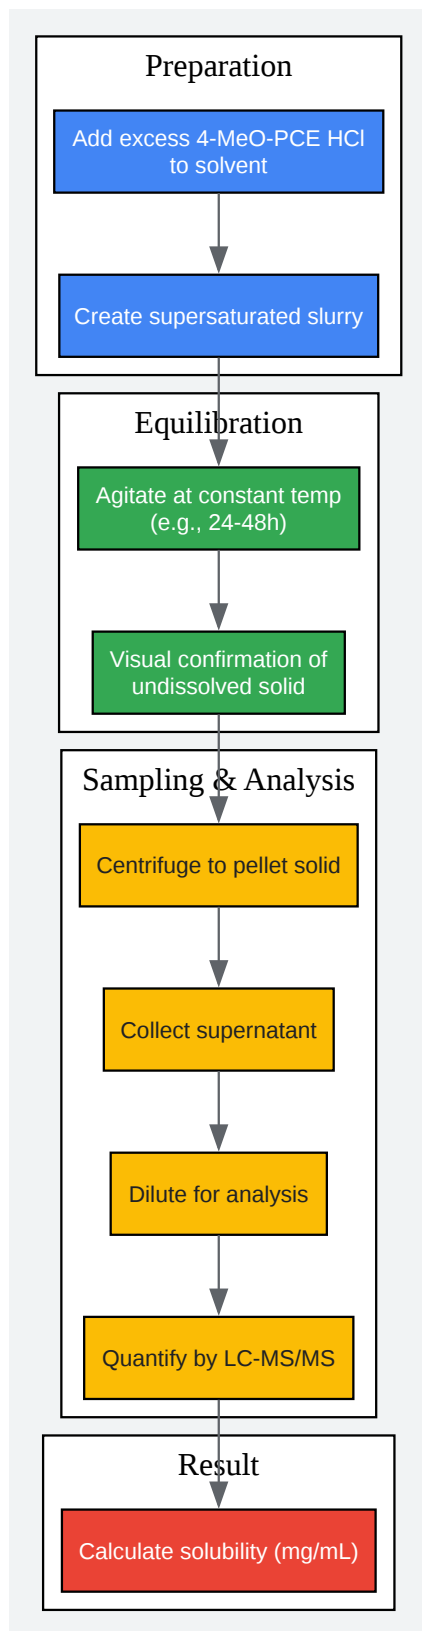 Preparation
Add excess 4-MeO-PCE HCl
to solvent
Create supersaturated slurry
Equilibration
Agitate at constant temp
(e.g., 24-48h)
Visual confirmation of
undissolved solid
Sampling & Analysis
Centrifuge to pellet solid
Collect supernatant
Dilute for analysis
Quantify by LC-MS/MS
Result
Calculate solubility (mg/mL)